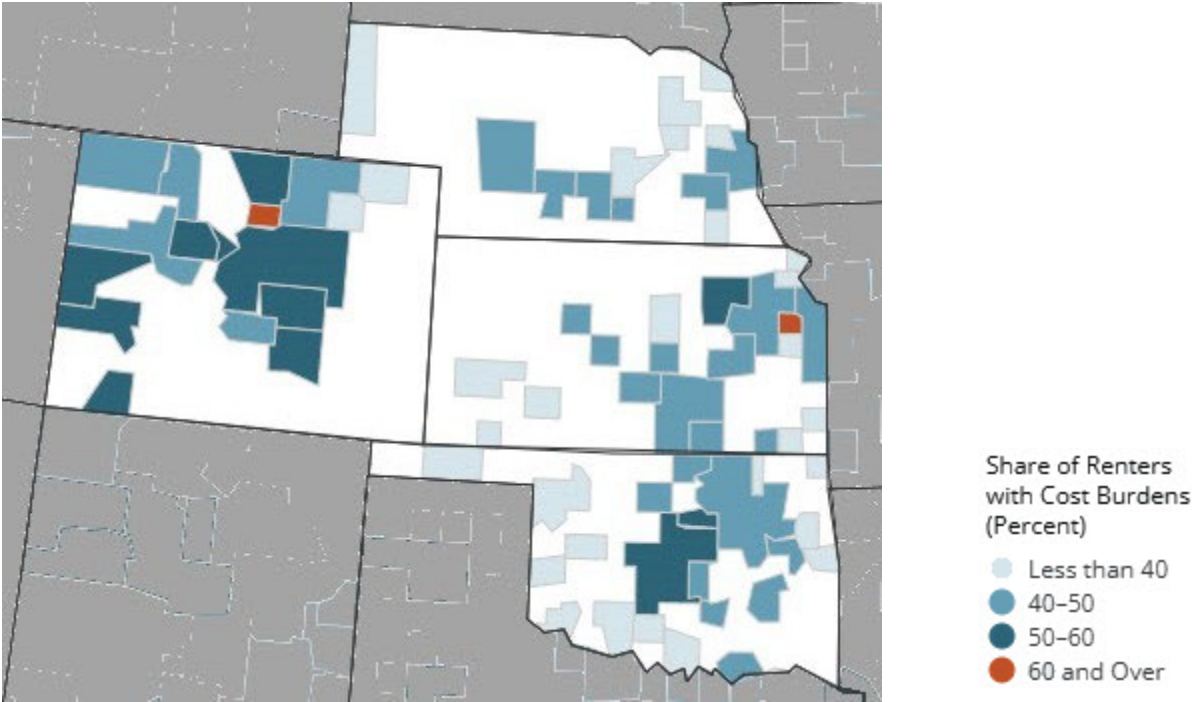 Share of Renters
with Cost Burdens
(Percent)
Less than 40
40–50
50–60
60 and Over